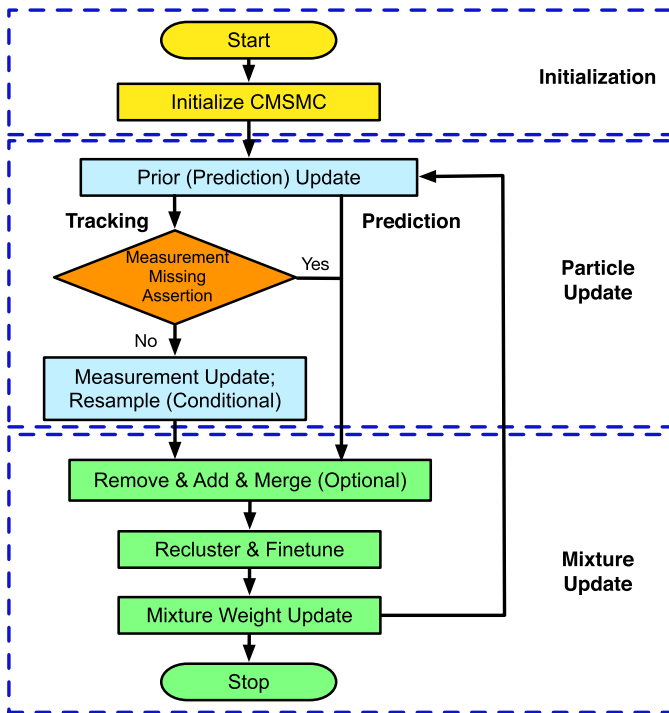 Start
Initialization
Initialize CMSMC
Prior (Prediction) Update
Tracking
Prediction
Measurement
Missing
Assertion
Yes
Particle
Update
No
Measurement Update;
Resample (Conditional)
Remove & Add & Merge (Optional)
Recluster & Finetune
Mixture
Update
Mixture Weight Update
Stop